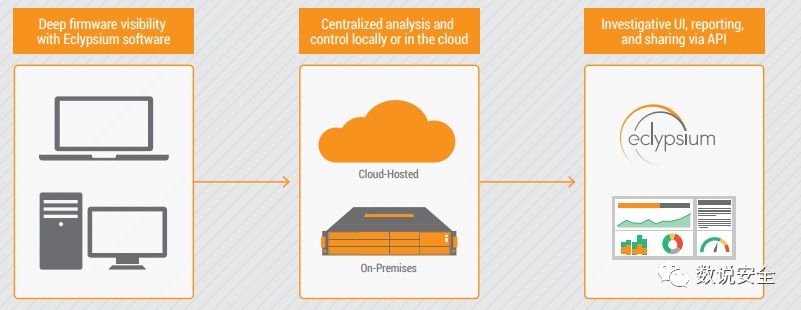 Deep firmware visibility
with Eclypsium software
Centralized analysis and
control locally or in the cloud
Investigative UI, reporting,
and sharing via API
Cloud-Hosted
On-Premises
eclypsium
数说安全